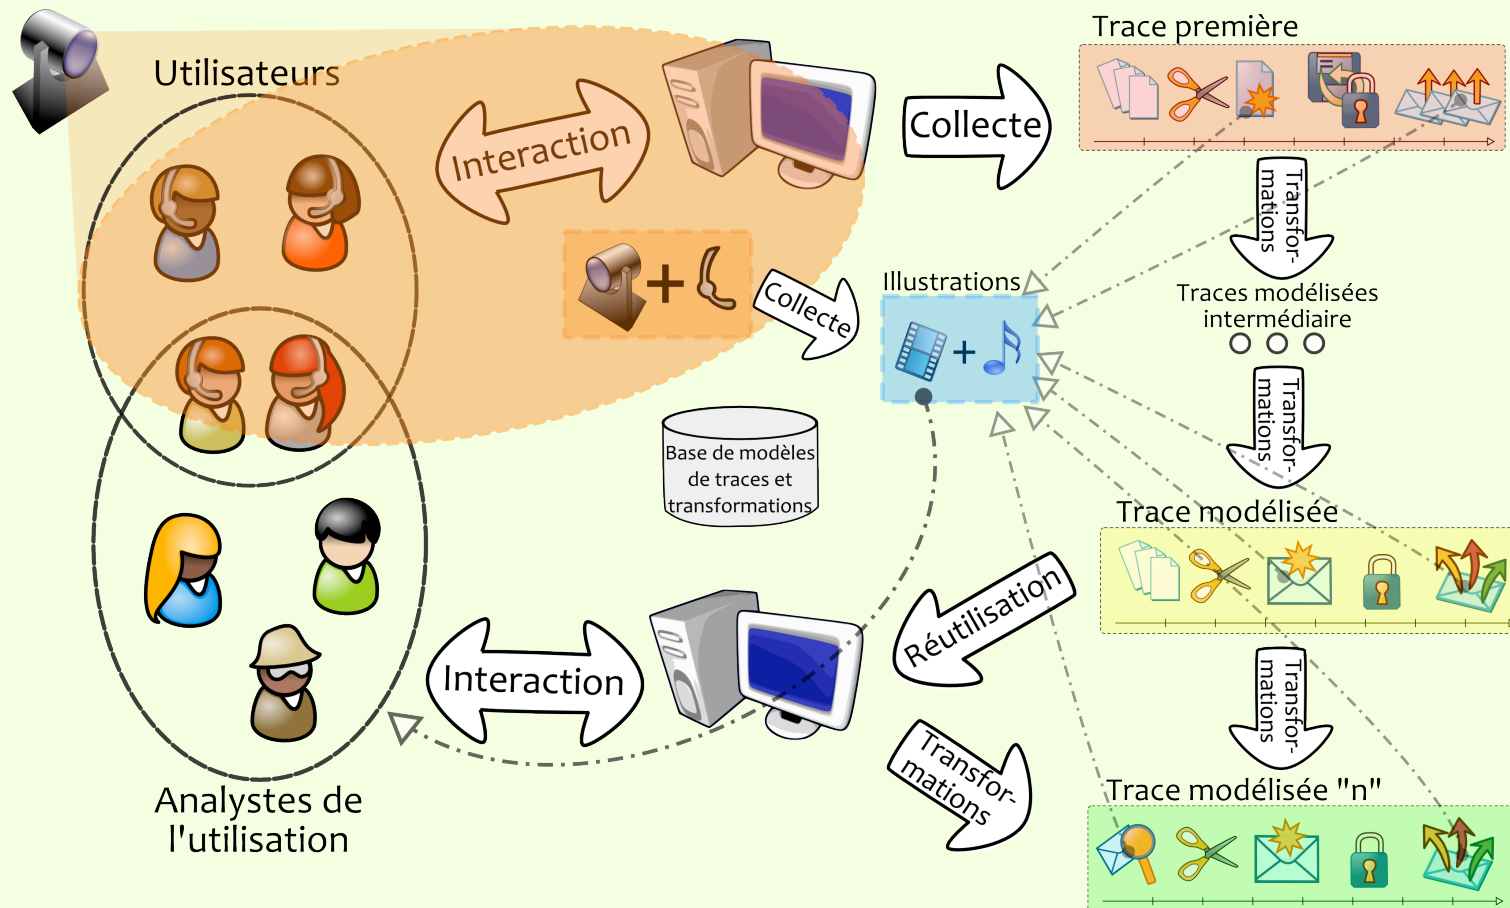 Utilisateurs
Interaction
Collecte
Trace première
Transfor-
mations
Collecte
Illustrations
+
+
Traces modélisées
intermédiaire
Transfor-
mations
Base de modèles
de traces et
transformations
Trace modélisée
Réutilisation
Interaction
Transfor-
mations
Transfor-
mations
Trace modélisée "n"
Analystes de
l'utilisation